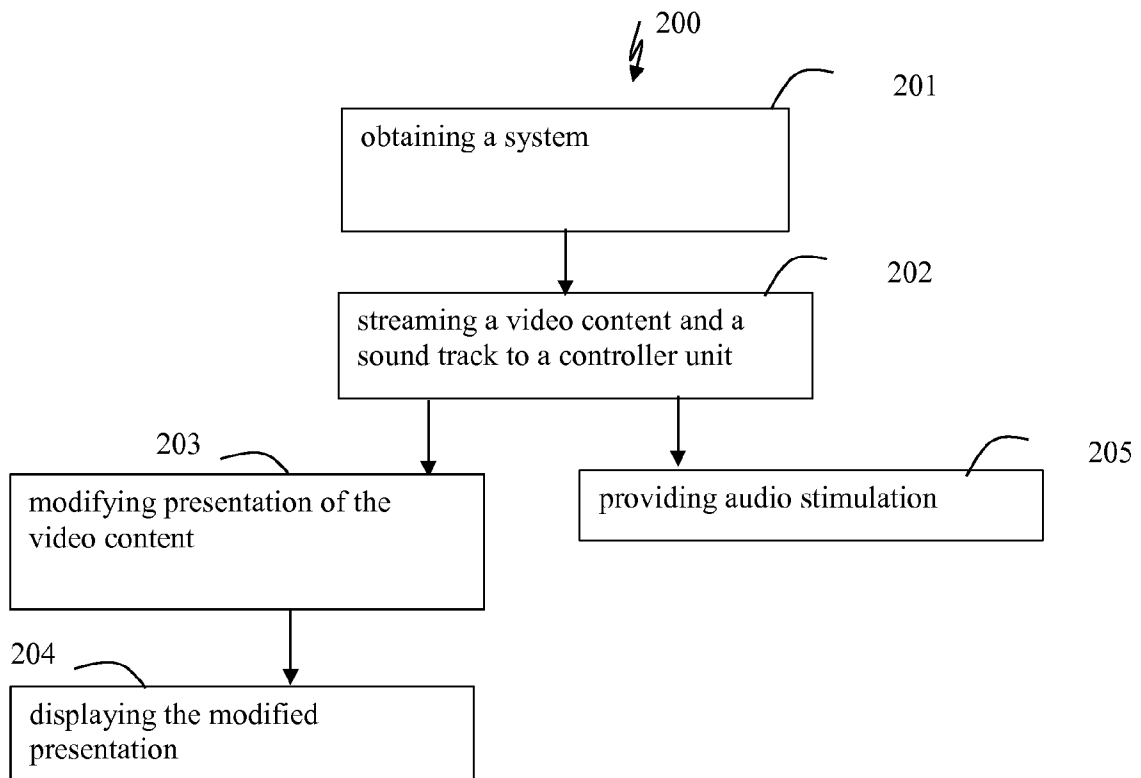 200
201
obtaining a system
202
streaming a video content and a
sound track to a controller unit
203
modifying presentation of the
video content
205
providing audio stimulation
204
displaying the modified
presentation